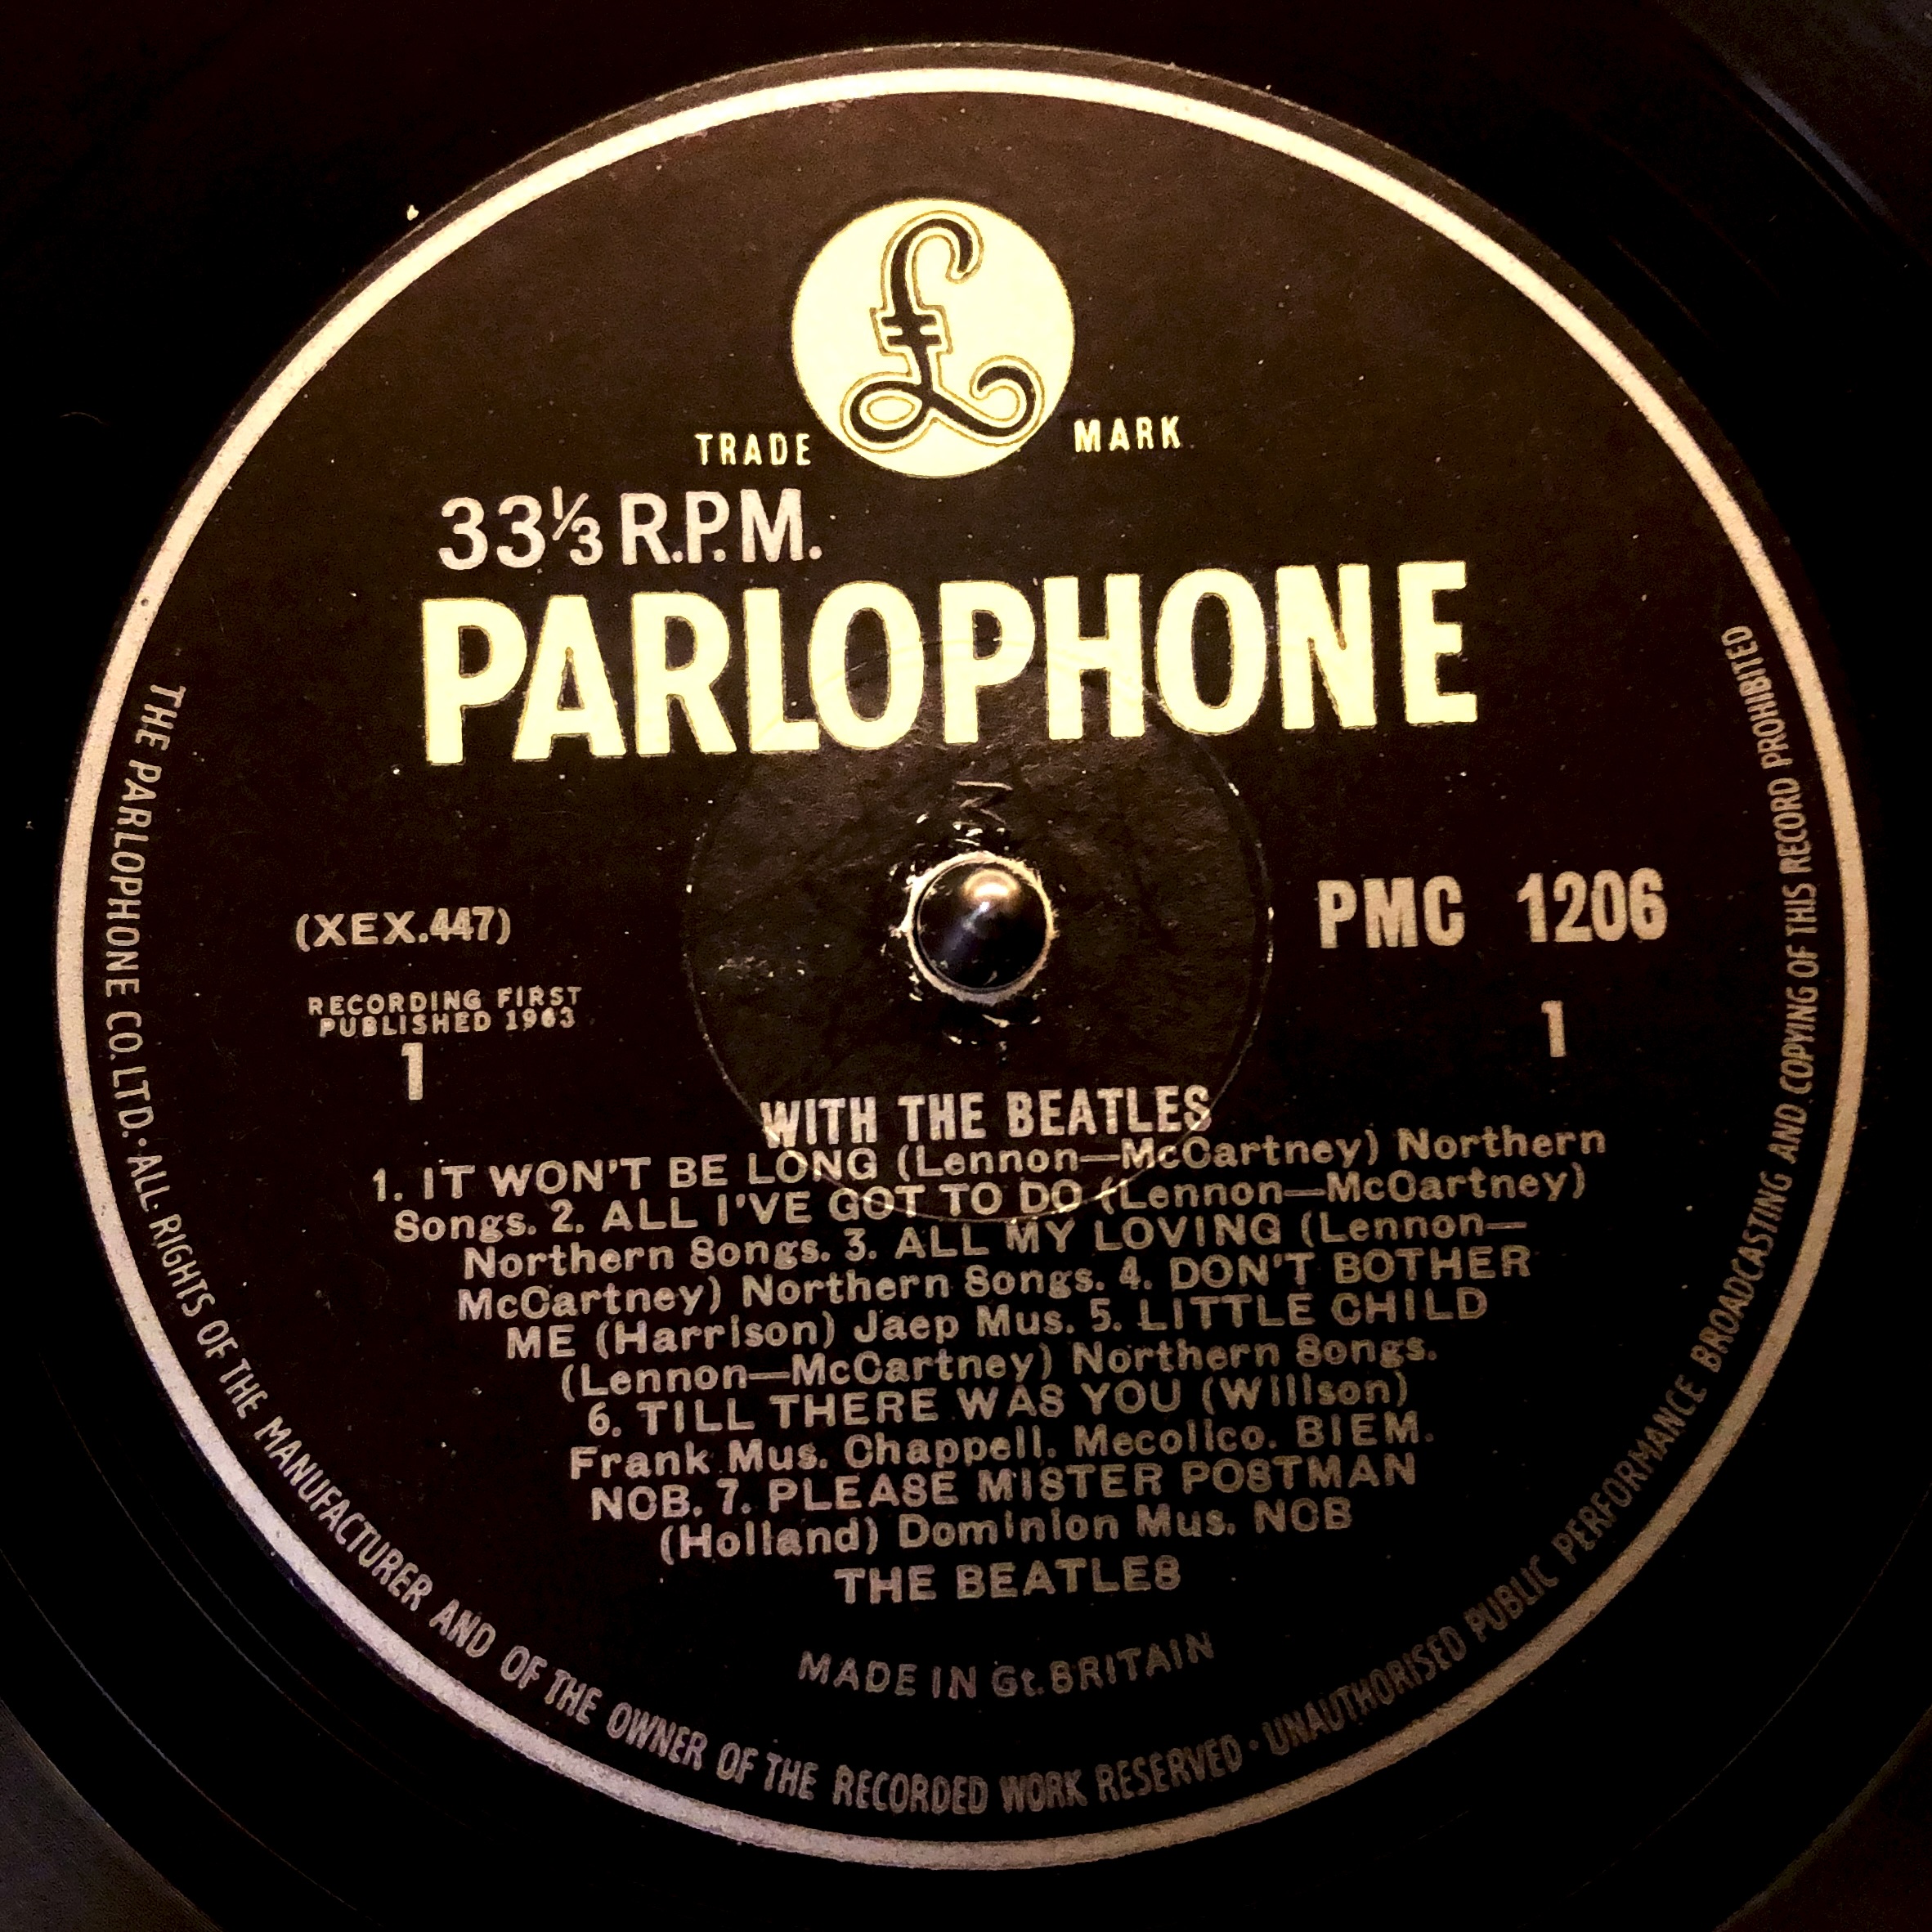 £
TRADE MARK
33⅓ R.P.M.
PARLOPHONE
(XEX.447)
PMC 1206
RECORDING FIRST
PUBLISHED 1963
1
1
WITH THE BEATLES
1. IT WON'T BE LONG (Lennon—McCartney) Northern
Songs. 2. ALL I'VE GOT TO DO (Lennon—McCartney)
Northern Songs. 3. ALL MY LOVING (Lennon—
McCartney) Northern Songs. 4. DON'T BOTHER
ME (Harrison) Jaep Mus. 5. LITTLE CHILD
(Lennon—McCartney) Northern Songs.
6. TILL THERE WAS YOU (Willson)
Frank Mus. Chappell. Mecolico. BIEM.
NCB. 7. PLEASE MISTER POSTMAN
(Holland) Dominion Mus. NCB
THE BEATLES
MADE IN Gt. BRITAIN
THE PARLOPHONE CO. LTD. · ALL RIGHTS OF THE MANUFACTURER AND OF THE OWNER OF THE RECORDED WORK RESERVED · UNAUTHORISED PUBLIC PERFORMANCE BROADCASTING AND COPYING OF THIS RECORD PROHIBITED